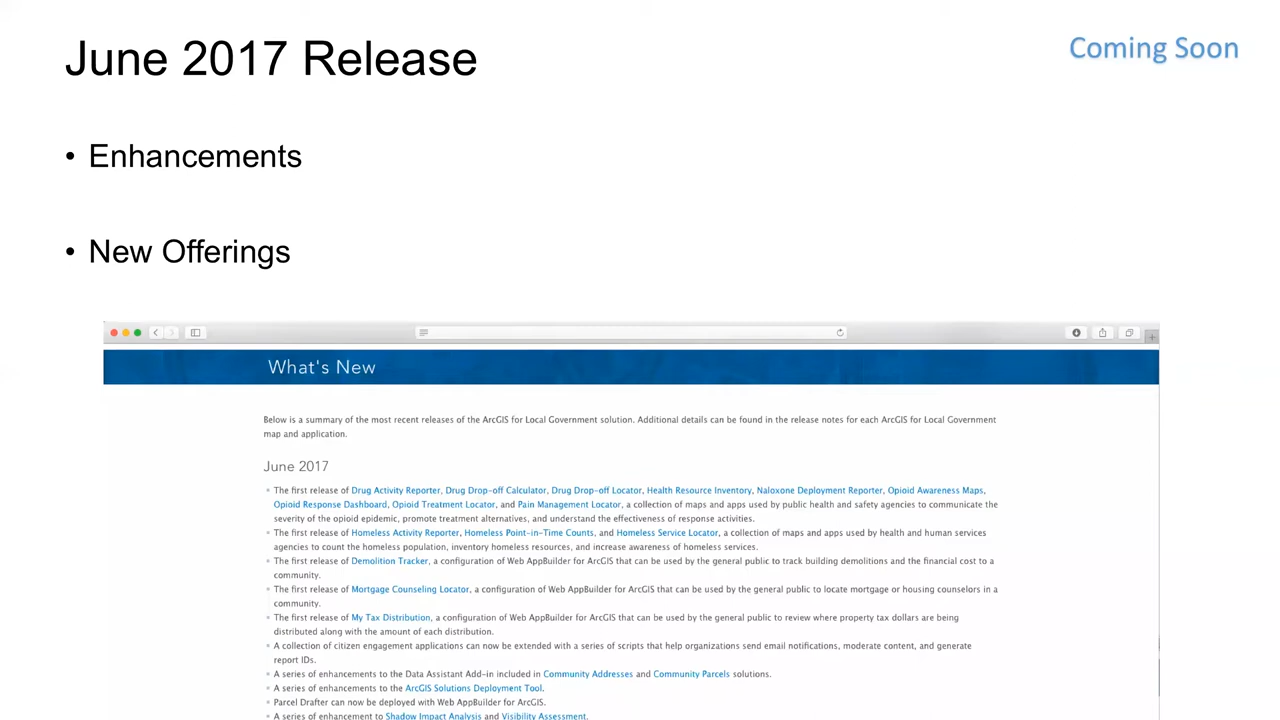 June 2017 Release
Coming Soon
• Enhancements
• New Offerings
What's New
Below is a summary of the most recent releases of the ArcGIS for Local Government solution. Additional details can be found in the release notes for each ArcGIS for Local Government
map and application.
June 2017
The first release of Drug Activity Reporter, Drug Drop-off Calculator, Drug Drop-off Locator, Health Resource Inventory, Naloxone Deployment Reporter, Opioid Awareness Maps,
Opioid Response Dashboard, Opioid Treatment Locator, and Pain Management Locator, a collection of maps and apps used by public health and safety agencies to communicate the
severity of the opioid epidemic, promote treatment alternatives, and understand the effectiveness of response activities.
The first release of Homeless Activity Reporter, Homeless Point-in-Time Counts, and Homeless Service Locator, a collection of maps and apps used by health and human services
agencies to count the homeless population, inventory homeless resources, and increase awareness of homeless services.
The first release of Demolition Tracker, a configuration of Web AppBuilder for ArcGIS that can be used by the general public to track building demolitions and the financial cost to a
community.
The first release of Mortgage Counseling Locator, a configuration of Web AppBuilder for ArcGIS that can be used by the general public to locate mortgage or housing counselors in a
community.
The first release of My Tax Distribution, a configuration of Web AppBuilder for ArcGIS that can be used by the general public to review where property tax dollars are being
distributed along with the amount of each distribution.
A collection of citizen engagement applications can now be extended with a series of scripts that help organizations send email notifications, moderate content, and generate
report IDs.
A series of enhancements to the Data Assistant Add-in included in Community Addresses and Community Parcels solutions.
A series of enhancements to the ArcGIS Solutions Deployment Tool.
Parcel Drafter can now be deployed with Web AppBuilder for ArcGIS.
A series of enhancement to Shadow Impact Analysis and Visibility Assessment.